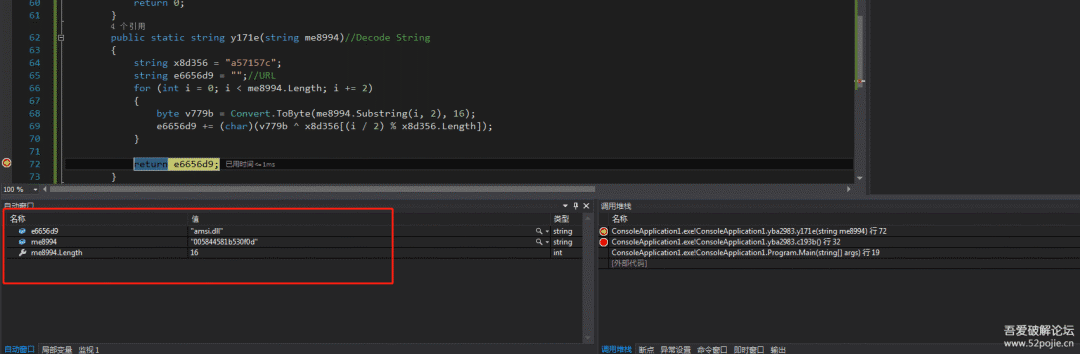 60 return 0;
61 }
4 个引用
62 public static string y171e(string me8994)//Decode String
63 {
64 string x8d356 = "a57157c";
65 string e6656d9 = "";//URL
66 for (int i = 0; i < me8994.Length; i += 2)
67 {
68 byte v779b = Convert.ToByte(me8994.Substring(i, 2), 16);
69 e6656d9 += (char)(v779b ^ x8d356[(i / 2) % x8d356.Length]);
70 }
71
72 return e6656d9; 已用时间<=1ms
73 }
100 %
自动窗口
名称 值 类型
e6656d9 "amsi.dll" string
me8994 "005844581b530f0d" string
me8994.Length 16 int
自动窗口 局部变量 监视 1
调用堆栈
名称
ConsoleApplication1.exe!ConsoleApplication1.yba2983.y171e(string me8994) 行 72
ConsoleApplication1.exe!ConsoleApplication1.yba2983.c193b() 行 32
ConsoleApplication1.exe!ConsoleApplication1.Program.Main(string[] args) 行 19
[外部代码]
调用堆栈 断点 异常设置 命令窗口 即时窗口 输出
吾爱破解论坛
www.52pojie.cn